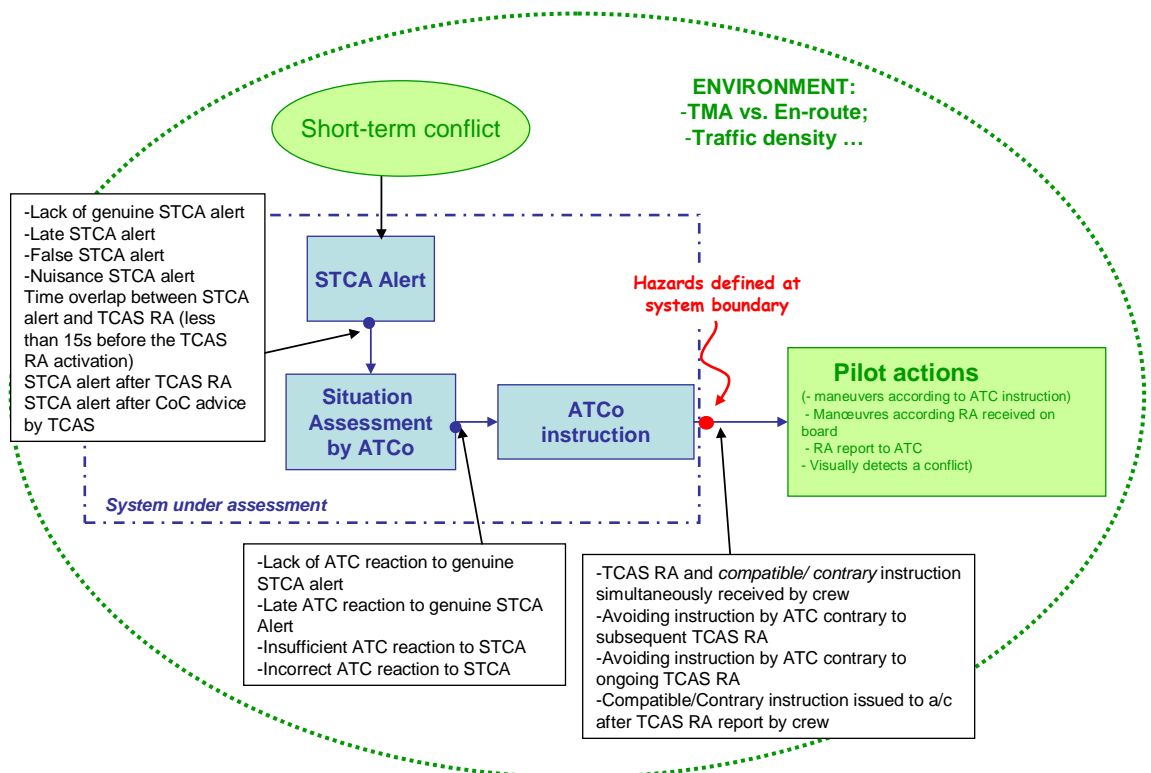 ENVIRONMENT:
-TMA vs. En-route;
-Traffic density …
Short-term conflict
-Lack of genuine STCA alert
-Late STCA alert
-False STCA alert
-Nuisance STCA alert
Time overlap between STCA
alert and TCAS RA (less
than 15s before the TCAS
RA activation)
STCA alert after TCAS RA
STCA alert after CoC advice
by TCAS
STCA Alert
Hazards defined at
system boundary
Situation
Assessment
by ATCo
ATCo
instruction
Pilot actions
(- maneuvers according to ATC instruction)
- Manœuvres according RA received on
board
- RA report to ATC
- Visually detects a conflict)
System under assessment
-Lack of ATC reaction to genuine
STCA alert
-Late ATC reaction to genuine STCA
Alert
-Insufficient ATC reaction to STCA
-Incorrect ATC reaction to STCA
-TCAS RA and compatible/ contrary instruction
simultaneously received by crew
-Avoiding instruction by ATC contrary to
subsequent TCAS RA
-Avoiding instruction by ATC contrary to
ongoing TCAS RA
-Compatible/Contrary instruction issued to a/c
after TCAS RA report by crew